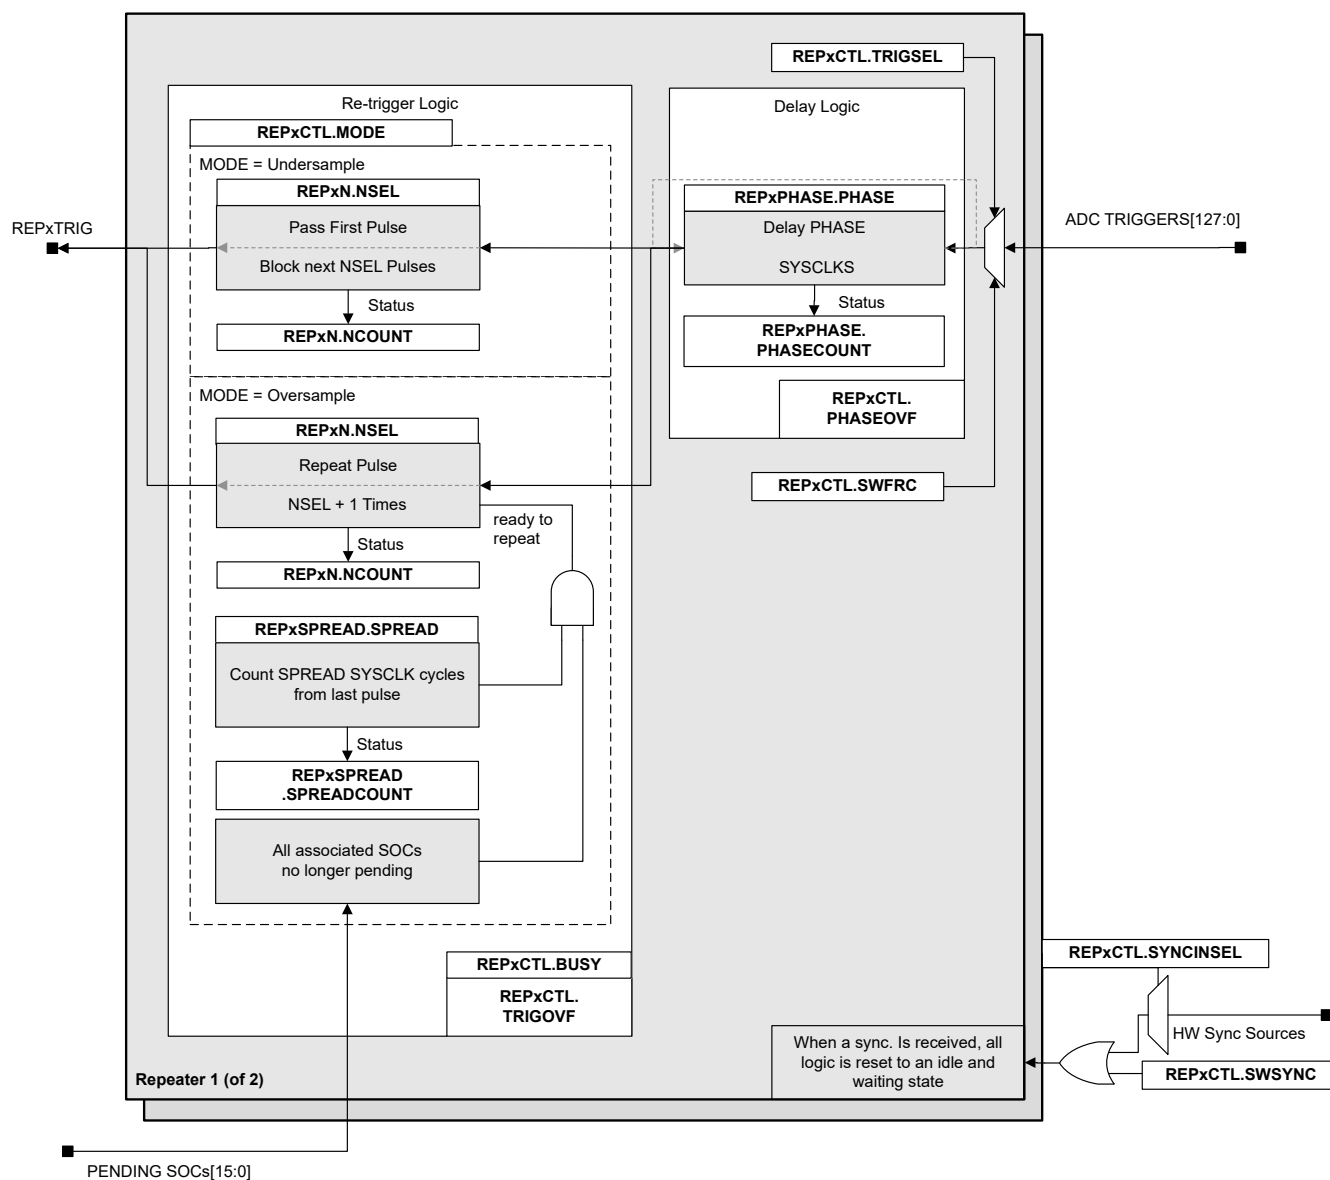 REPxCTL.TRIGSEL
Re-trigger Logic
Delay Logic
REPxCTL.MODE
MODE = Undersample
REPxN.NSEL
REPxPHASE.PHASE
REPxTRIG
Pass First Pulse
Block next NSEL Pulses
Delay PHASE
SYSCLKS
ADC TRIGGERS[127:0]
Status
Status
REPxN.NCOUNT
REPxPHASE.
PHASECOUNT
MODE = Oversample
REPxCTL.
PHASEOVF
REPxN.NSEL
Repeat Pulse
NSEL + 1 Times
REPxCTL.SWFRC
ready to
repeat
Status
REPxN.NCOUNT
REPxSPREAD.SPREAD
Count SPREAD SYSCLK cycles
from last pulse
Status
REPxSPREAD
.SPREADCOUNT
All associated SOCs
no longer pending
REPxCTL.BUSY
REPxCTL.
TRIGOVF
REPxCTL.SYNCINSEL
HW Sync Sources
When a sync. Is received, all
logic is reset to an idle and
waiting state
REPxCTL.SWSYNC
Repeater 1 (of 2)
PENDING SOCs[15:0]